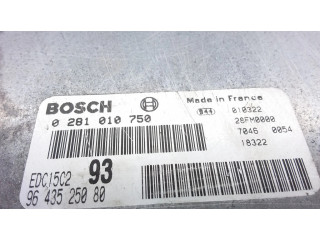 BOSCH
Made in France
0 281 010 750
B44
010322
28FM0000
7046 0054
18322
EDC15C2
93
96 435 250 80